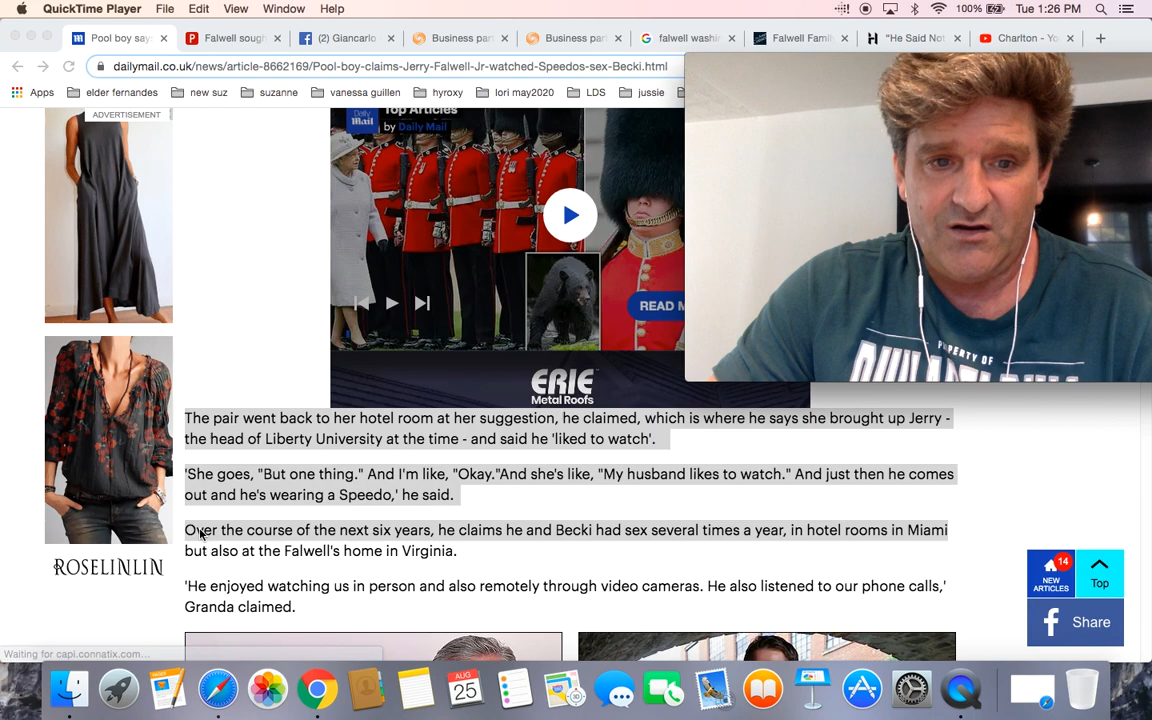 QuickTime Player File Edit View Window Help 100% Tue 1:26 PM
Pool boy say Falwell sough (2) Giancarlo Business par Business par falwell washi Falwell Fami "He Said Not Charlton - Yo
dailymail.co.uk/news/article-8662169/Pool-boy-claims-Jerry-Falwell-Jr-watched-Speedos-sex-Becki.html
Apps elder fernandes new suz suzanne vanessa guillen hyroxy lori may2020 LDS jussie
ADVERTISEMENT
Top Articles
Daily Mail
by Daily Mail
READ M
ERIE
Metal Roofs
PROPERTY OF
The pair went back to her hotel room at her suggestion, he claimed, which is where he says she brought up Jerry -
the head of Liberty University at the time - and said he 'liked to watch'.
'She goes, "But one thing." And I'm like, "Okay."And she's like, "My husband likes to watch." And just then he comes
out and he's wearing a Speedo,' he said.
Over the course of the next six years, he claims he and Becki had sex several times a year, in hotel rooms in Miami
but also at the Falwell's home in Virginia.
'He enjoyed watching us in person and also remotely through video cameras. He also listened to our phone calls,'
Granda claimed.
ROSELINLIN
14
NEW
ARTICLES
Top
Share
Waiting for capi.connatix.com...
AUG
25